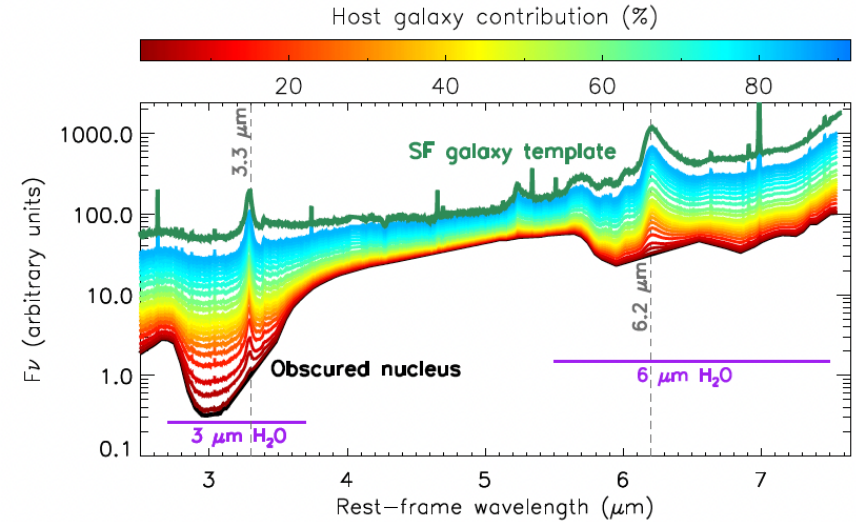 Host galaxy contribution (%)
20 40 60 80
1000.0
100.0
10.0
1.0
0.1
Fν (arbitrary units)
3.3 μm
SF galaxy template
6.2 μm
Obscured nucleus
6 μm H₂O
3 μm H₂O
3 4 5 6 7
Rest-frame wavelength (μm)